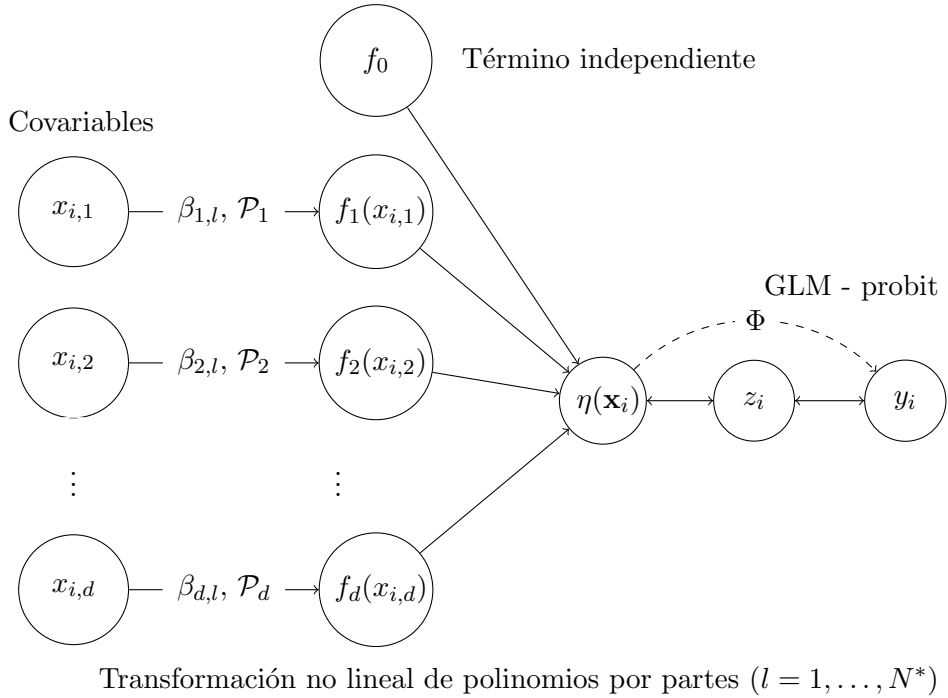 f_0 Término independiente
Covariables
x_{i,1} β_{1,l}, 𝒫_1 f_1(x_{i,1})
GLM - probit
Φ
x_{i,2} β_{2,l}, 𝒫_2 f_2(x_{i,2})
η(𝐱_i) z_i y_i
⋮ ⋮
x_{i,d} β_{d,l}, 𝒫_d f_d(x_{i,d})
Transformación no lineal de polinomios por partes (l = 1, . . . , N*)